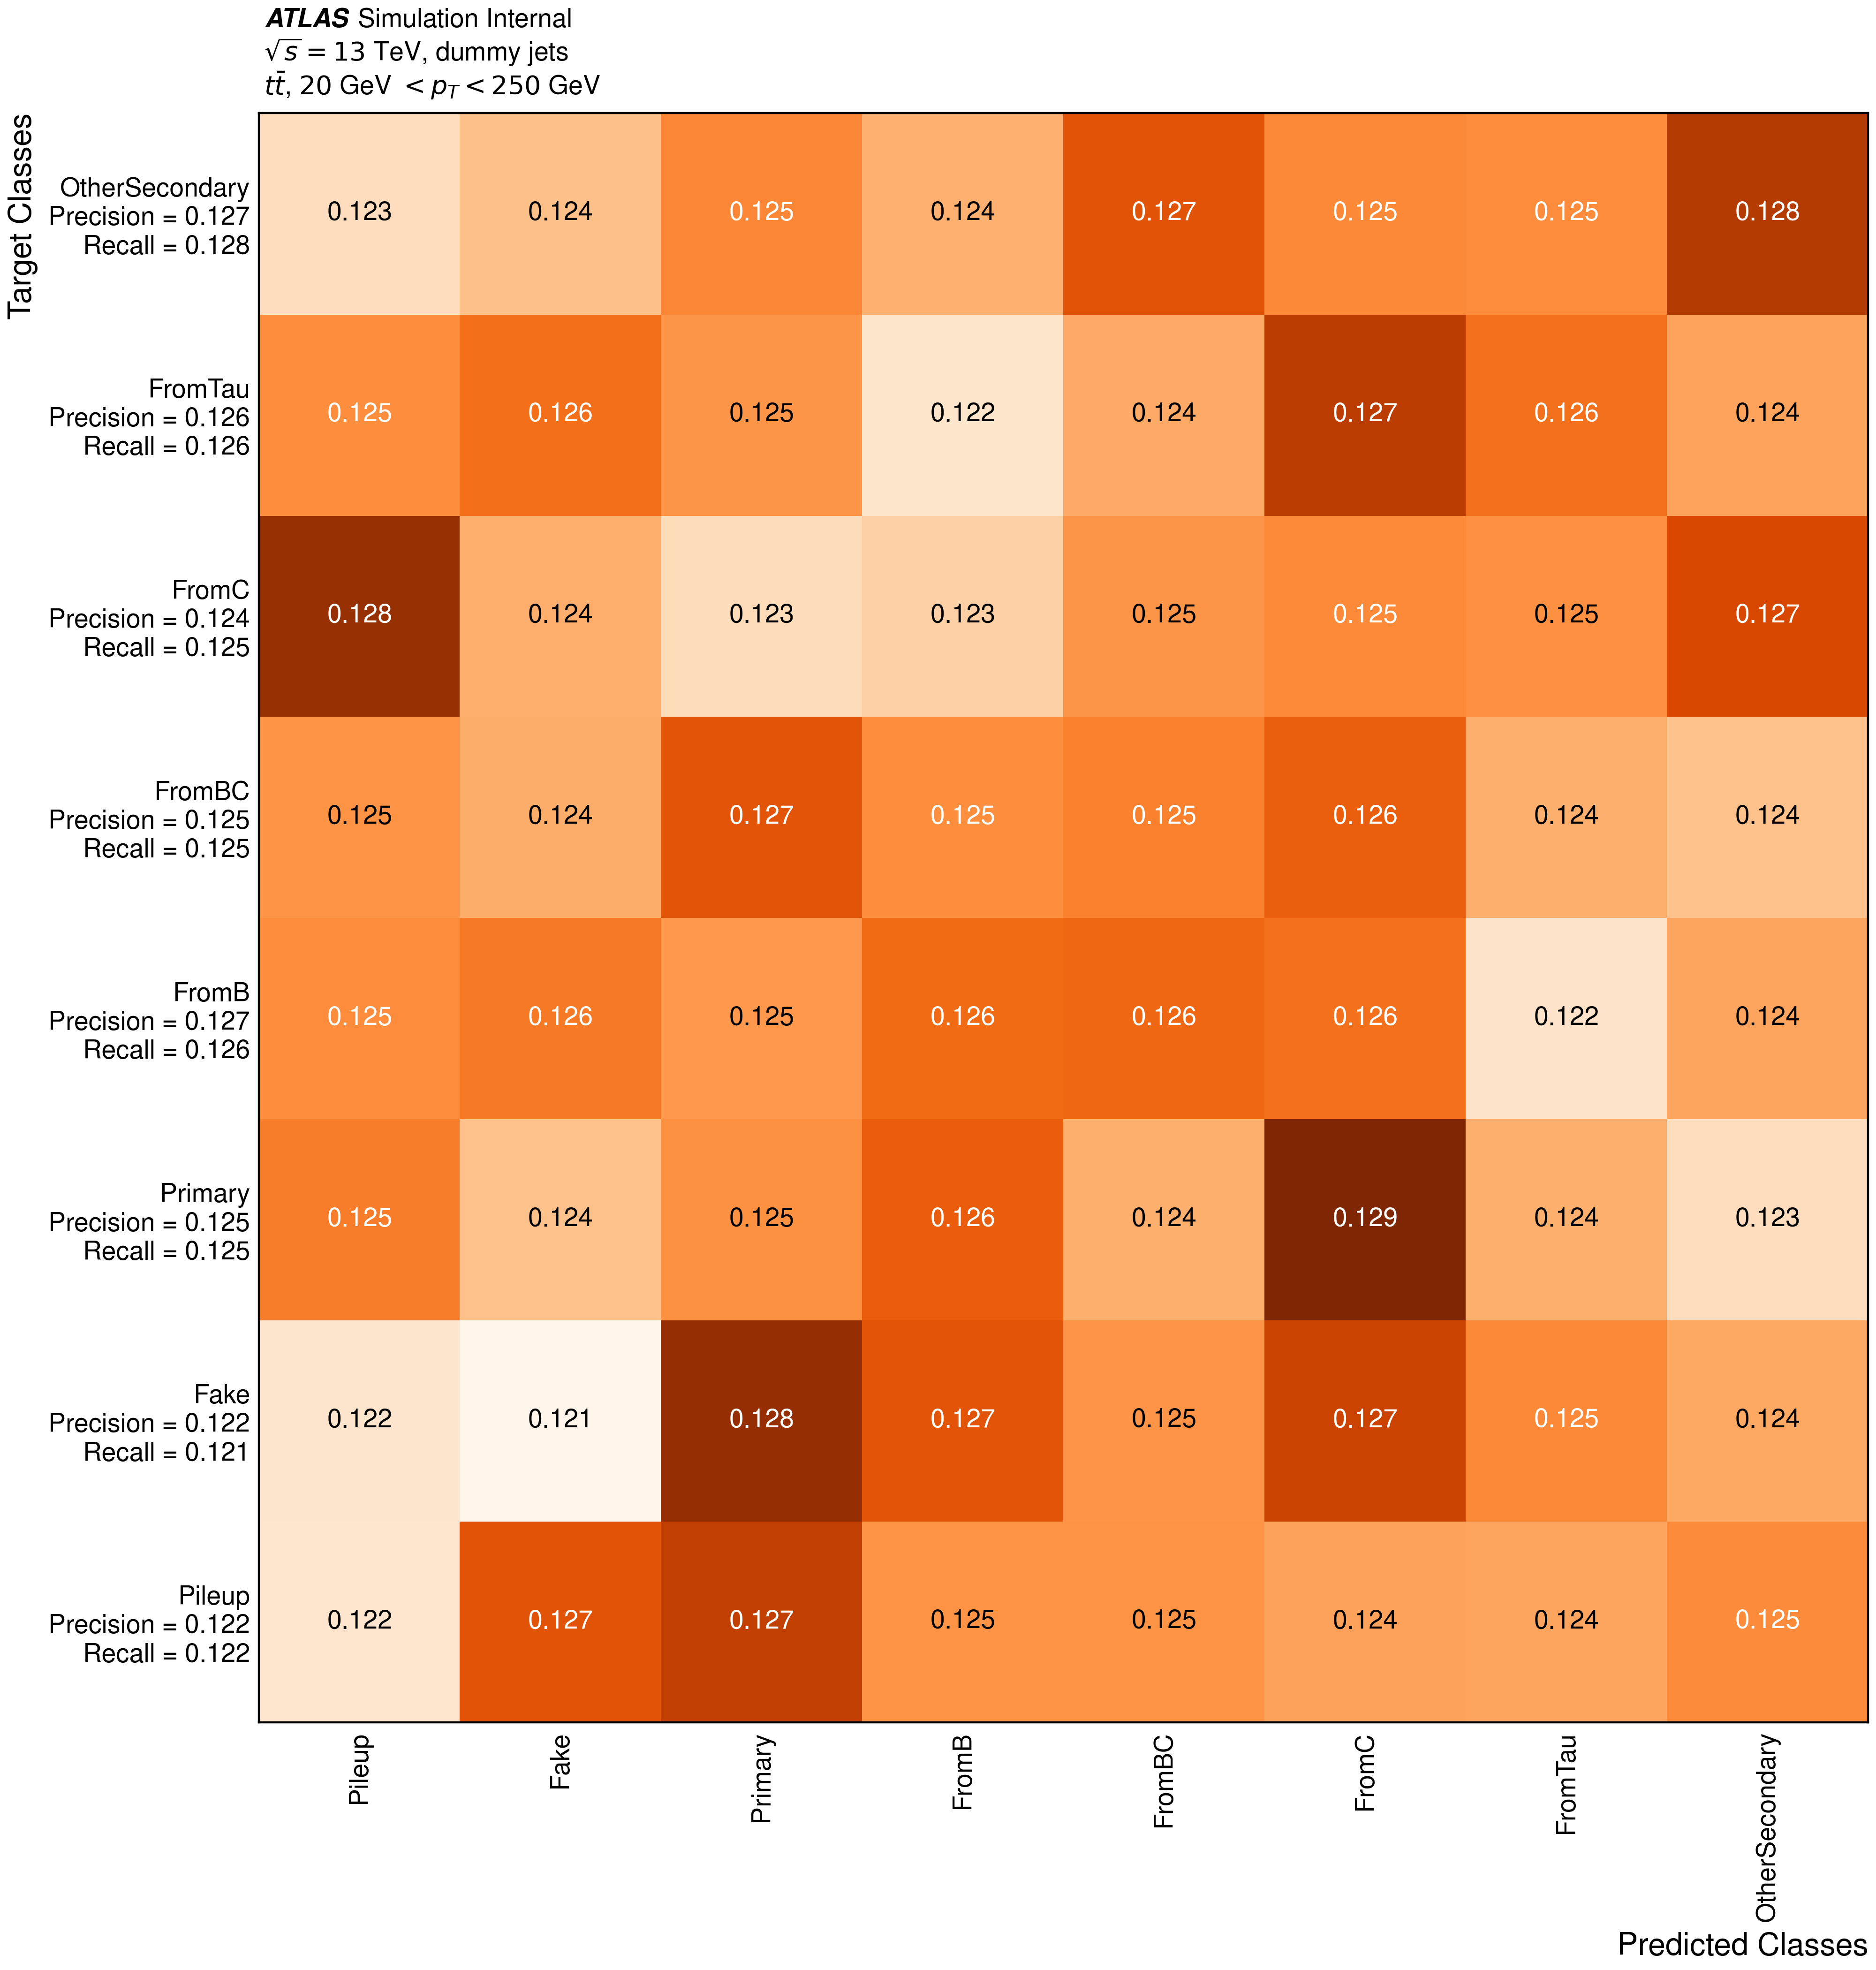 ATLAS Simulation Internal
√s = 13 TeV, dummy jets
tt̄, 20 GeV < p_T < 250 GeV
Target Classes
OtherSecondary
Precision = 0.127
Recall = 0.128
0.123 0.124 0.125 0.124 0.127 0.125 0.125 0.128
FromTau
Precision = 0.126
Recall = 0.126
0.125 0.126 0.125 0.122 0.124 0.127 0.126 0.124
FromC
Precision = 0.124
Recall = 0.125
0.128 0.124 0.123 0.123 0.125 0.125 0.125 0.127
FromBC
Precision = 0.125
Recall = 0.125
0.125 0.124 0.127 0.125 0.125 0.126 0.124 0.124
FromB
Precision = 0.127
Recall = 0.126
0.125 0.126 0.125 0.126 0.126 0.126 0.122 0.124
Primary
Precision = 0.125
Recall = 0.125
0.125 0.124 0.125 0.126 0.124 0.129 0.124 0.123
Fake
Precision = 0.122
Recall = 0.121
0.122 0.121 0.128 0.127 0.125 0.127 0.125 0.124
Pileup
Precision = 0.122
Recall = 0.122
0.122 0.127 0.127 0.125 0.125 0.124 0.124 0.125
Pileup
Fake
Primary
FromB
FromBC
FromC
FromTau
OtherSecondary
Predicted Classes